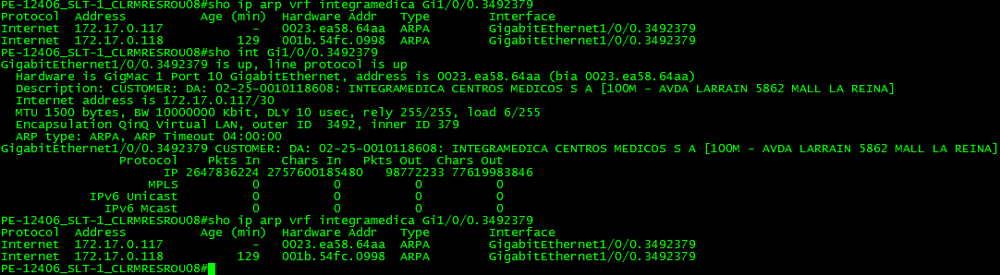 PE-12406_SLT-1_CLRMRESROU08#sho ip arp vrf integramedica Gi1/0/0.3492379
Protocol  Address          Age (min)  Hardware Addr   Type   Interface
Internet  172.17.0.117            -   0023.ea58.64aa  ARPA   GigabitEthernet1/0/0.3492379
Internet  172.17.0.118          129   001b.54fc.0998  ARPA   GigabitEthernet1/0/0.3492379
PE-12406_SLT-1_CLRMRESROU08#sho int Gi1/0/0.3492379
GigabitEthernet1/0/0.3492379 is up, line protocol is up
  Hardware is GigMac 1 Port 10 GigabitEthernet, address is 0023.ea58.64aa (bia 0023.ea58.64aa)
  Description: CUSTOMER: DA: 02-25-0010118608: INTEGRAMEDICA CENTROS MEDICOS S A [100M - AVDA LARRAIN 5862 MALL LA REINA]
  Internet address is 172.17.0.117/30
  MTU 1500 bytes, BW 10000000 Kbit, DLY 10 usec, rely 255/255, load 6/255
  Encapsulation QinQ Virtual LAN, outer ID  3492, inner ID 379
  ARP type: ARPA, ARP Timeout 04:00:00
GigabitEthernet1/0/0.3492379 CUSTOMER: DA: 02-25-0010118608: INTEGRAMEDICA CENTROS MEDICOS S A [100M - AVDA LARRAIN 5862 MALL LA REINA]
                Protocol    Pkts In   Chars In   Pkts Out  Chars Out
                      IP 2647836224 2757600185480   98772233 77619983846
                    MPLS          0          0          0          0
            IPv6 Unicast          0          0          0          0
              IPv6 Mcast          0          0          0          0
PE-12406_SLT-1_CLRMRESROU08#sho ip arp vrf integramedica Gi1/0/0.3492379
Protocol  Address          Age (min)  Hardware Addr   Type   Interface
Internet  172.17.0.117            -   0023.ea58.64aa  ARPA   GigabitEthernet1/0/0.3492379
Internet  172.17.0.118          129   001b.54fc.0998  ARPA   GigabitEthernet1/0/0.3492379
PE-12406_SLT-1_CLRMRESROU08#